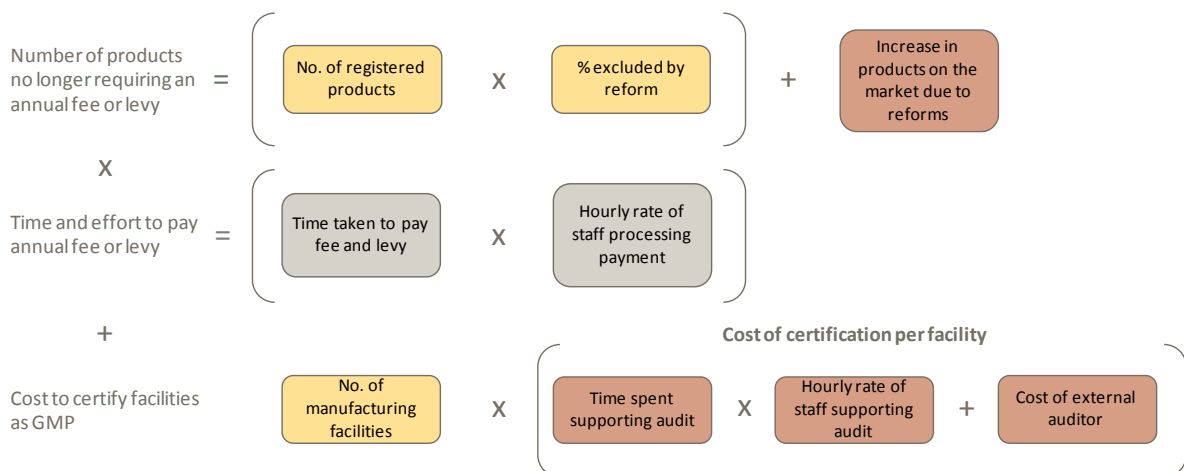 Number of products
no longer requiring an
annual fee or levy
=
No. of registered
products
x
% excluded by
reform
+
Increase in
products on the
market due to
reforms
x
Time and effort to pay
annual fee or levy
=
Time taken to pay
fee and levy
x
Hourly rate of
staff processing
payment
+
Cost of certification per facility
Cost to certify facilities
as GMP
No. of
manufacturing
facilities
x
Time spent
supporting audit
x
Hourly rate of
staff supporting
audit
+
Cost of external
auditor